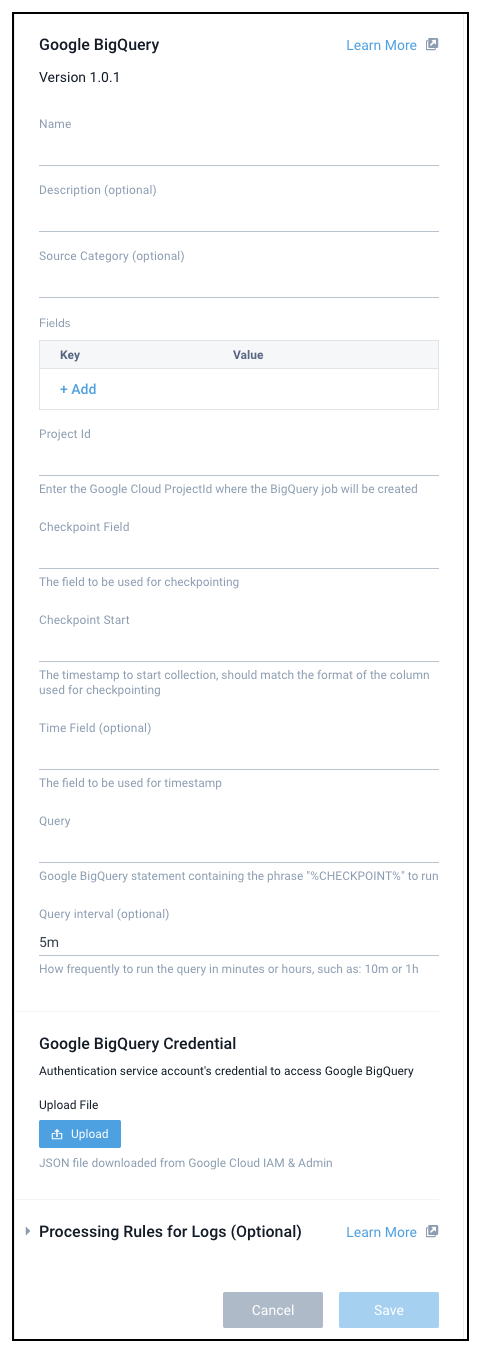 Google BigQuery Learn More
Version 1.0.1
Name
Description (optional)
Source Category (optional)
Fields
Key Value
+ Add
Project Id
Enter the Google Cloud ProjectId where the BigQuery job will be created
Checkpoint Field
The field to be used for checkpointing
Checkpoint Start
The timestamp to start collection, should match the format of the column
used for checkpointing
Time Field (optional)
The field to be used for timestamp
Query
Google BigQuery statement containing the phrase "%CHECKPOINT%" to run
Query interval (optional)
5m
How frequently to run the query in minutes or hours, such as: 10m or 1h
Google BigQuery Credential
Authentication service account's credential to access Google BigQuery
Upload File
Upload
JSON file downloaded from Google Cloud IAM & Admin
Processing Rules for Logs (Optional) Learn More
Cancel Save